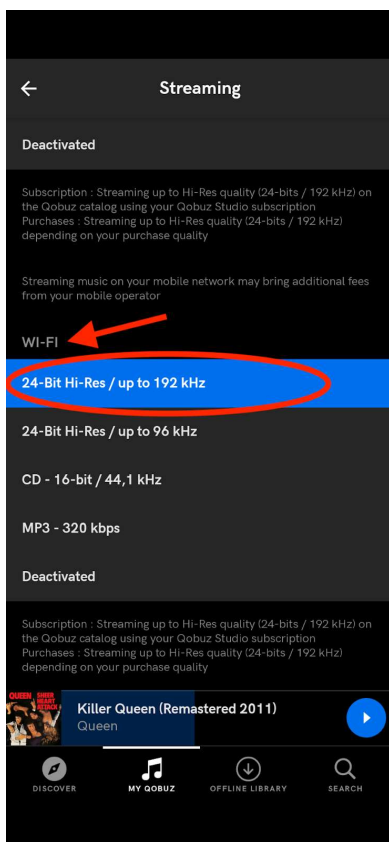 Streaming
Deactivated
Subscription : Streaming up to Hi-Res quality (24-bits / 192 kHz) on
the Qobuz catalog using your Qobuz Studio subscription
Purchases : Streaming up to Hi-Res quality (24-bits / 192 kHz)
depending on your purchase quality
Streaming music on your mobile network may bring additional fees
from your mobile operator
WI-FI
24-Bit Hi-Res / up to 192 kHz
24-Bit Hi-Res / up to 96 kHz
CD - 16-bit / 44,1 kHz
MP3 - 320 kbps
Deactivated
Subscription : Streaming up to Hi-Res quality (24-bits / 192 kHz) on
the Qobuz catalog using your Qobuz Studio subscription
Purchases : Streaming up to Hi-Res quality (24-bits / 192 kHz)
depending on your purchase quality
QUEEN SHEER
HEART
ATTACK
Killer Queen (Remastered 2011)
Queen
DISCOVER MY QOBUZ OFFLINE LIBRARY SEARCH